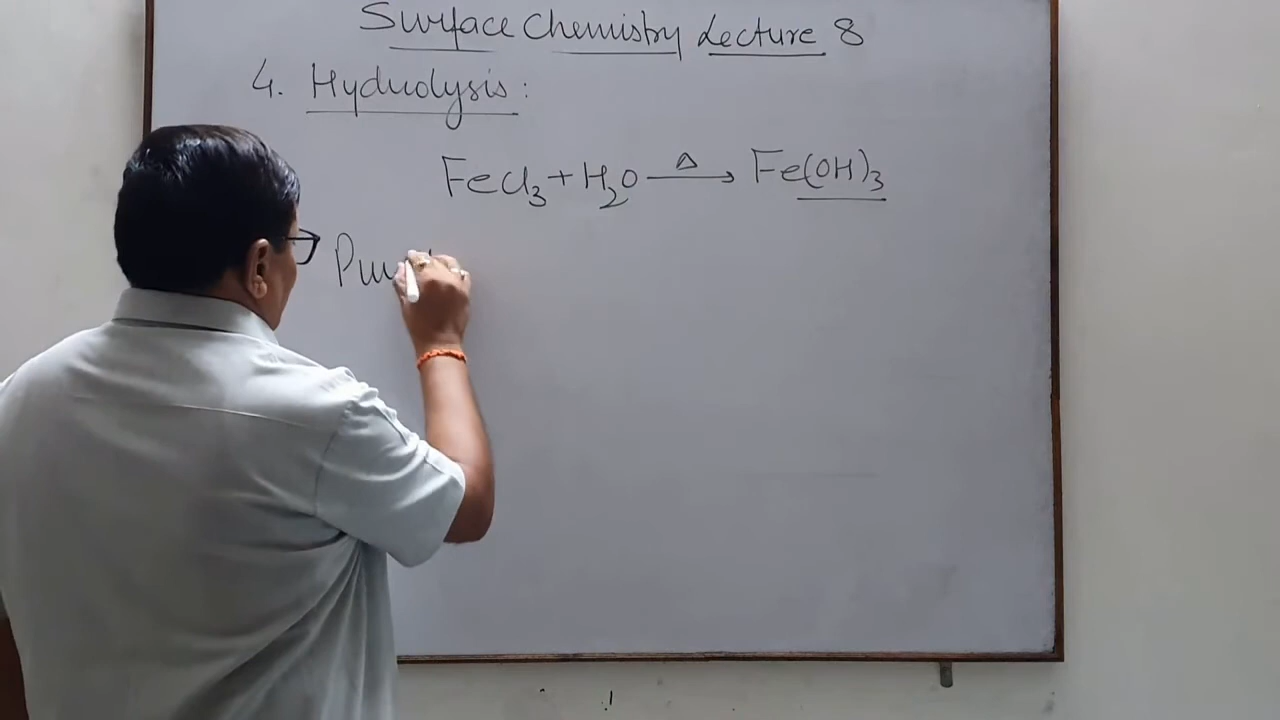 Surface Chemistry Lecture 8
4. Hydrolysis :
FeCl₃ + H₂O —Δ→ Fe(OH)₃